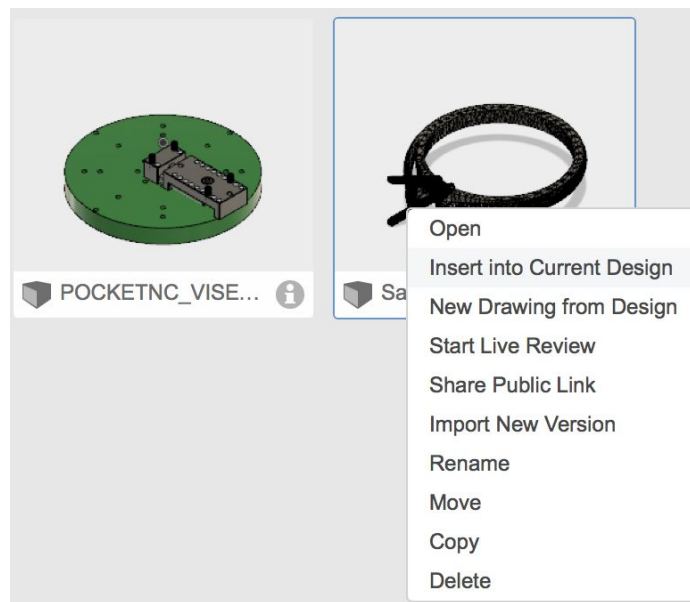 POCKETNC_VISE...
Sa
Open
Insert into Current Design
New Drawing from Design
Start Live Review
Share Public Link
Import New Version
Rename
Move
Copy
Delete